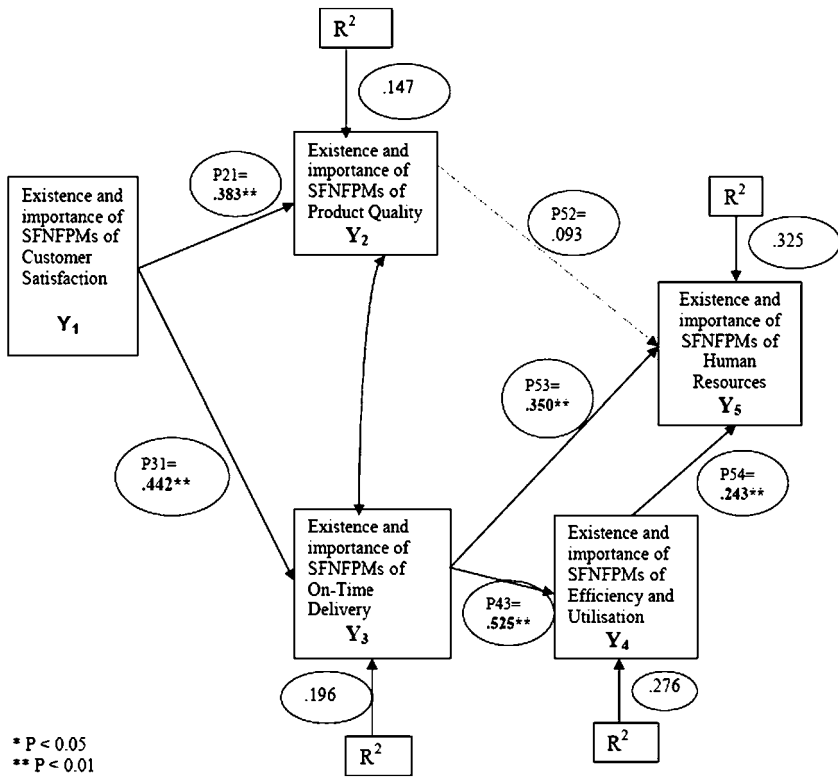 R²
.147
Existence and
importance of
SFNFPMs of
Product Quality
Y₂
P21=
.383**
Existence and
importance of
SFNFPMs of
Customer
Satisfaction
Y₁
P52=
.093
R²
.325
Existence and
importance of
SFNFPMs of
Human
Resources
Y₅
P53=
.350**
P31=
.442**
P54=
.243**
Existence and
importance of
SFNFPMs of
On-Time
Delivery
Y₃
P43=
.525**
Existence and
importance of
SFNFPMs of
Efficiency and
Utilisation
Y₄
.196
R²
.276
R²
* P < 0.05
** P < 0.01